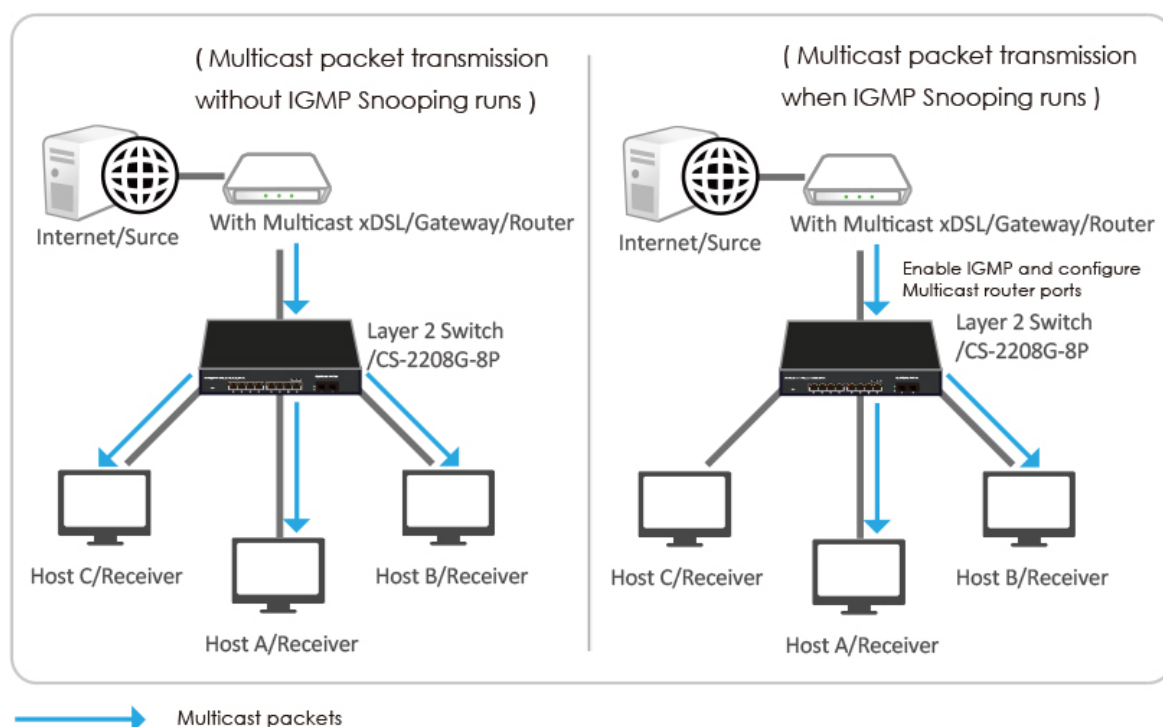 ( Multicast packet transmission
without IGMP Snooping runs )
Internet/Surce
With Multicast xDSL/Gateway/Router
Layer 2 Switch
/CS-2208G-8P
Host C/Receiver
Host B/Receiver
Host A/Receiver
( Multicast packet transmission
when IGMP Snooping runs )
Internet/Surce
With Multicast xDSL/Gateway/Router
Enable IGMP and configure
Multicast router ports
Layer 2 Switch
/CS-2208G-8P
Host C/Receiver
Host B/Receiver
Host A/Receiver
Multicast packets